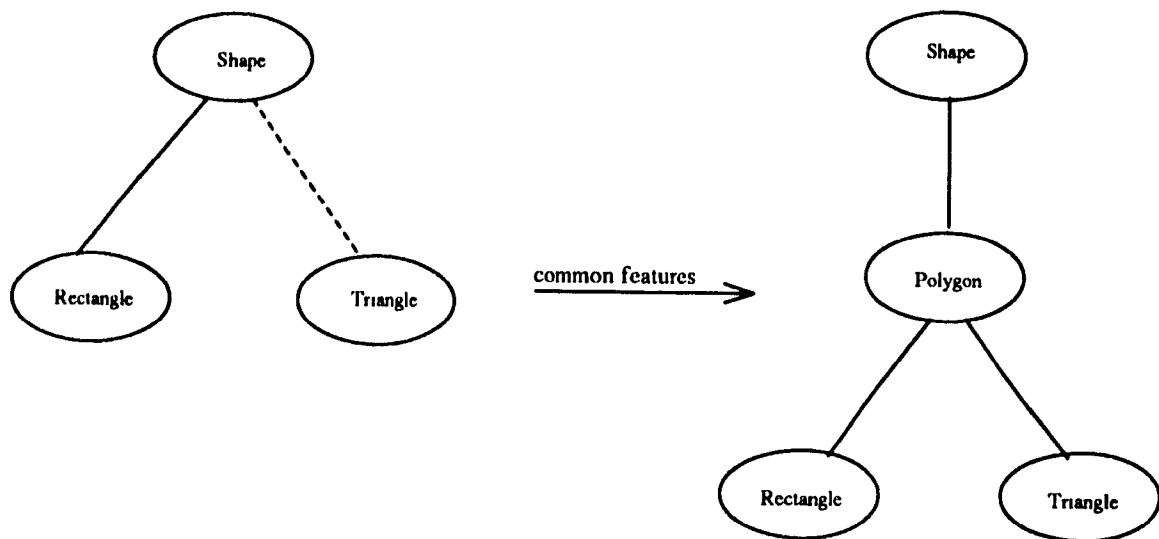 Shape
Rectangle
Triangle
common features
Shape
Polygon
Rectangle
Triangle